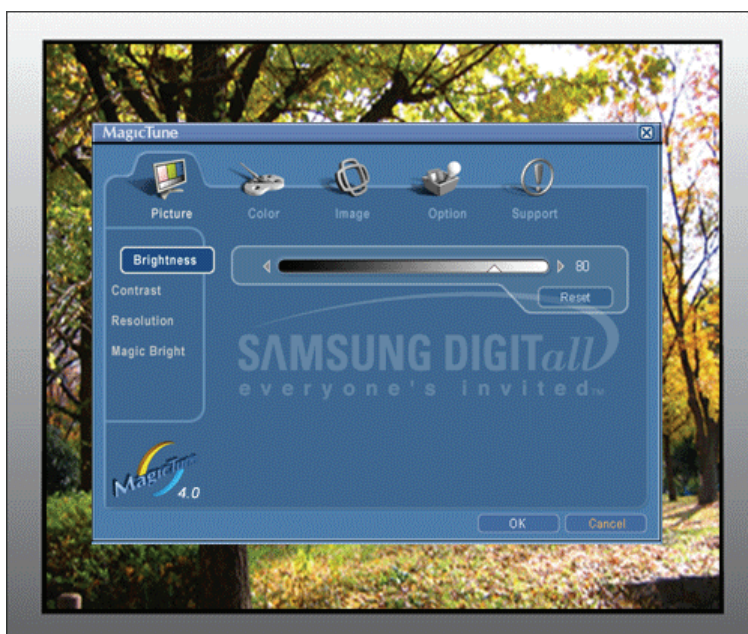 MagicTune
Picture Color Image Option Support
Brightness
80
Contrast
Reset
Resolution
Magic Bright
SAMSUNG DIGITall
everyone's invited™
MagicTune
4.0
OK Cancel